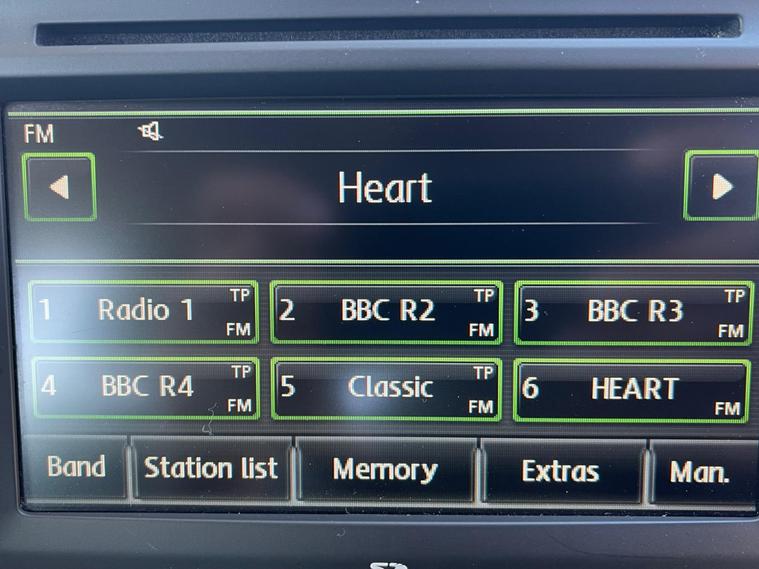 FM
Heart
1 Radio 1 TP FM
2 BBC R2 TP FM
3 BBC R3 TP FM
4 BBC R4 TP FM
5 Classic TP FM
6 HEART FM
Band Station list Memory Extras Man.